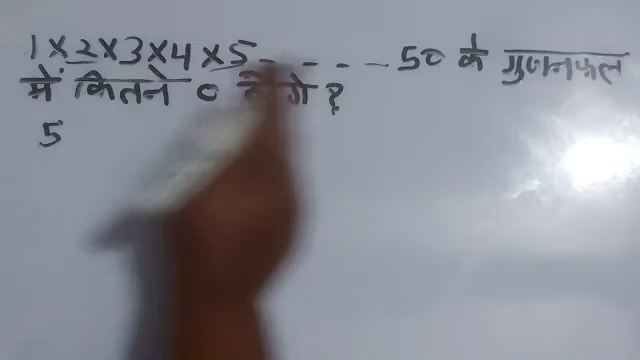 1 × 2 × 3 × 4 × 5 - - - - 50 के गुणनफल
में कितने 0 होंगे ?
5